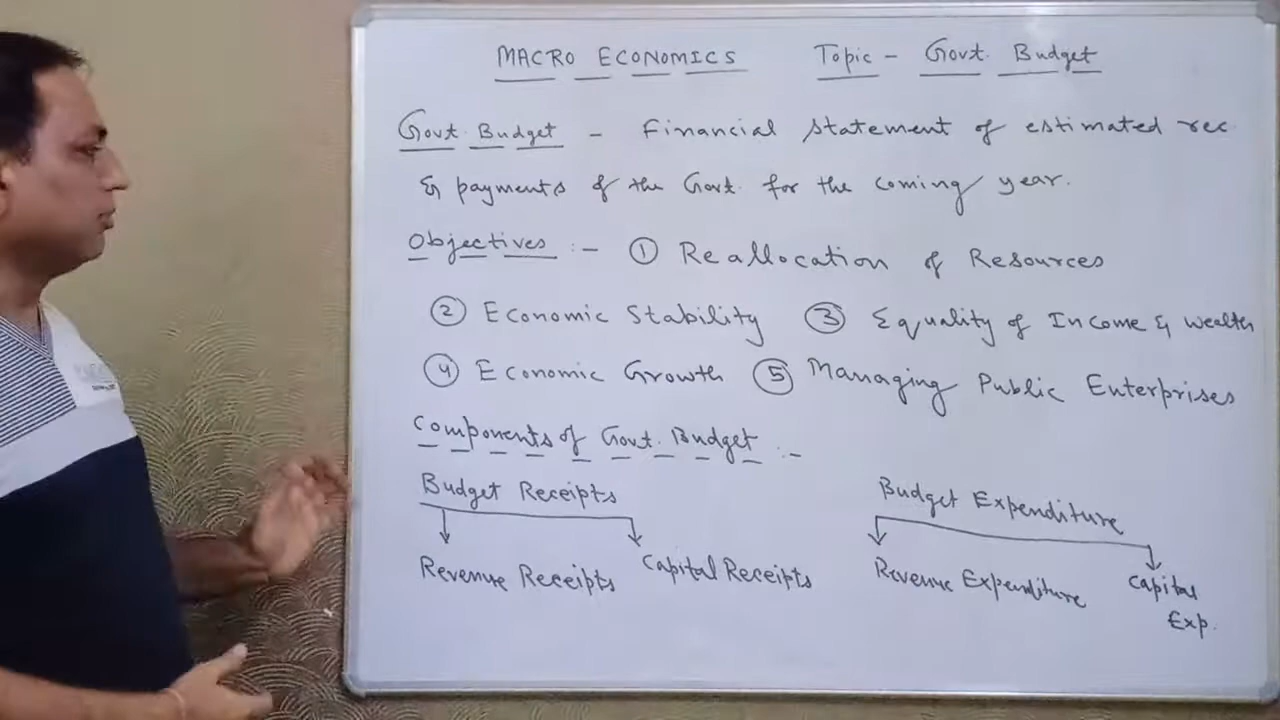 MACRO ECONOMICS Topic - Govt. Budget
Govt. Budget - Financial statement of estimated rec
& payments of the Govt. for the coming year.
Objectives :- ① Reallocation of Resources
② Economic Stability ③ Equality of Income & Wealth
④ Economic Growth ⑤ Managing Public Enterprises
Components of Govt. Budget :-
Budget Receipts Budget Expenditure
Revenue Receipts Capital Receipts Revenue Expenditure Capital
Exp.